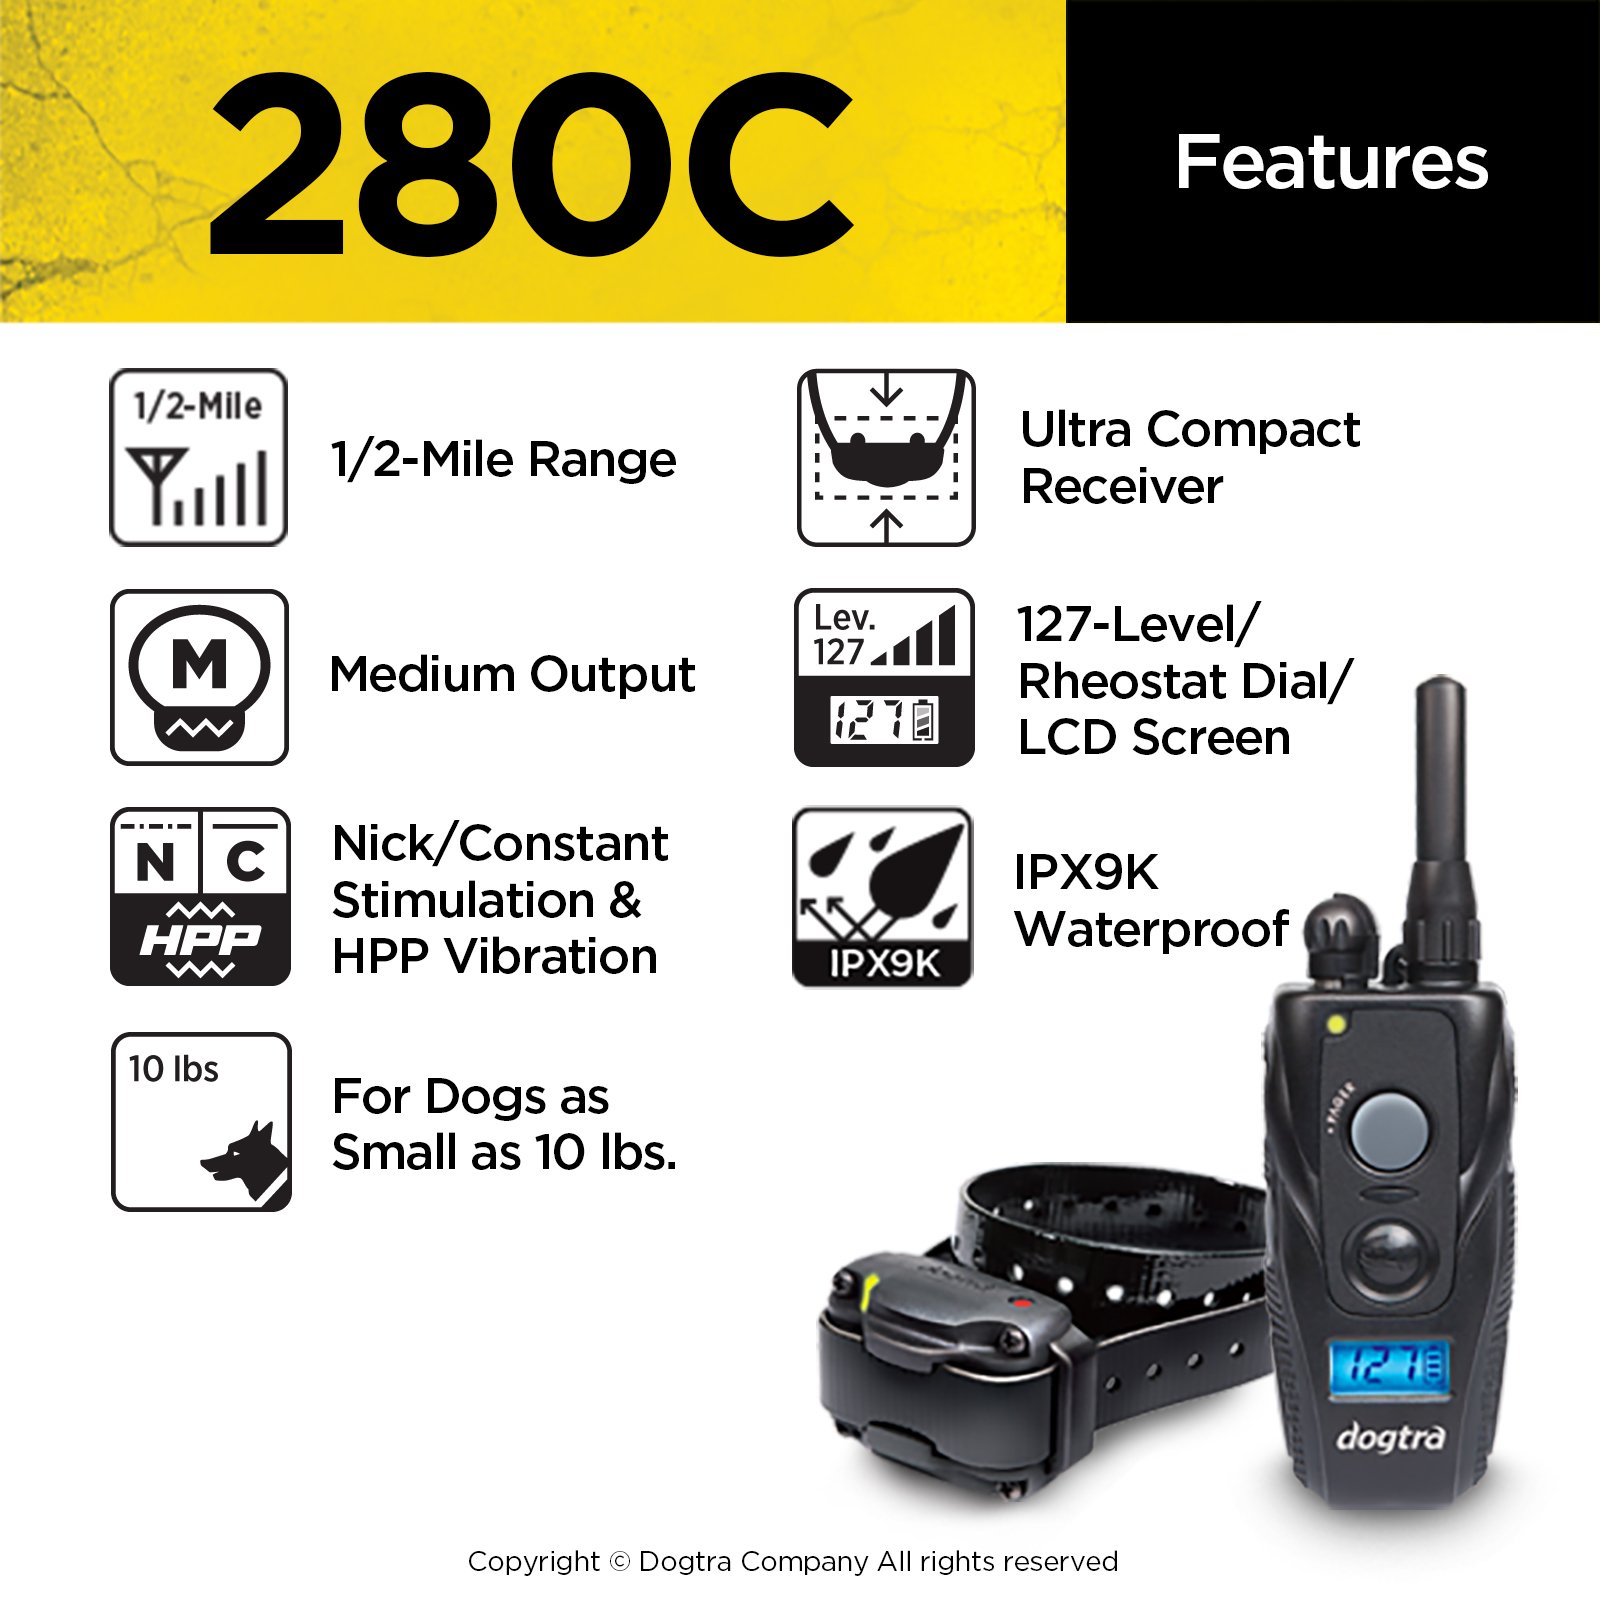 280C
Features
1/2-Mile
1/2-Mile Range
Ultra Compact
Receiver
M
Medium Output
Lev.
127
127
127-Level/
Rheostat Dial/
LCD Screen
N C
HPP
Nick/Constant
Stimulation &
HPP Vibration
IPX9K
IPX9K
Waterproof
10 lbs
For Dogs as
Small as 10 lbs.
PAGER
127
dogtra
dogtra
Copyright © Dogtra Company All rights reserved